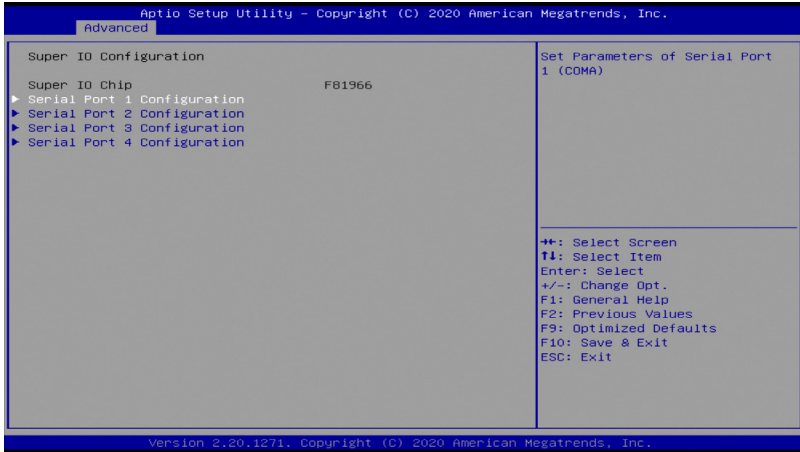 Aptio Setup Utility – Copyright (C) 2020 American Megatrends, Inc.
Advanced
Super IO Configuration
Super IO Chip F81966
▶ Serial Port 1 Configuration
▶ Serial Port 2 Configuration
▶ Serial Port 3 Configuration
▶ Serial Port 4 Configuration
Set Parameters of Serial Port
1 (COMA)
→←: Select Screen
↑↓: Select Item
Enter: Select
+/-: Change Opt.
F1: General Help
F2: Previous Values
F9: Optimized Defaults
F10: Save & Exit
ESC: Exit
Version 2.20.1271. Copyright (C) 2020 American Megatrends, Inc.